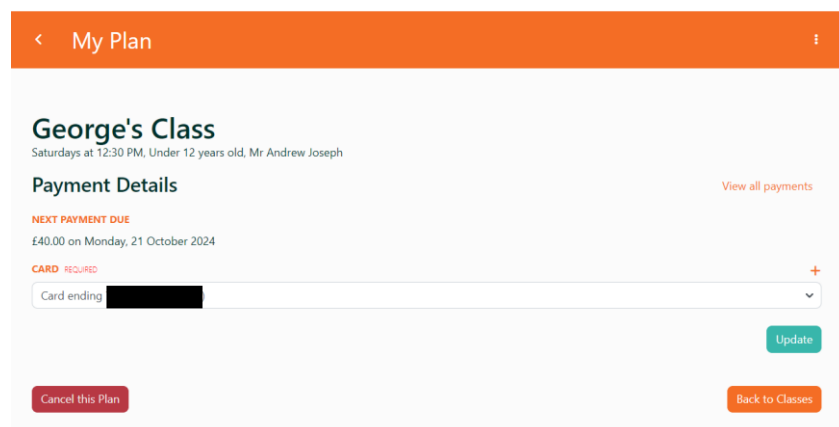 My Plan
George's Class
Saturdays at 12:30 PM, Under 12 years old, Mr Andrew Joseph
Payment Details
View all payments
NEXT PAYMENT DUE
£40.00 on Monday, 21 October 2024
CARD REQUIRED
+
Card ending
Update
Cancel this Plan
Back to Classes